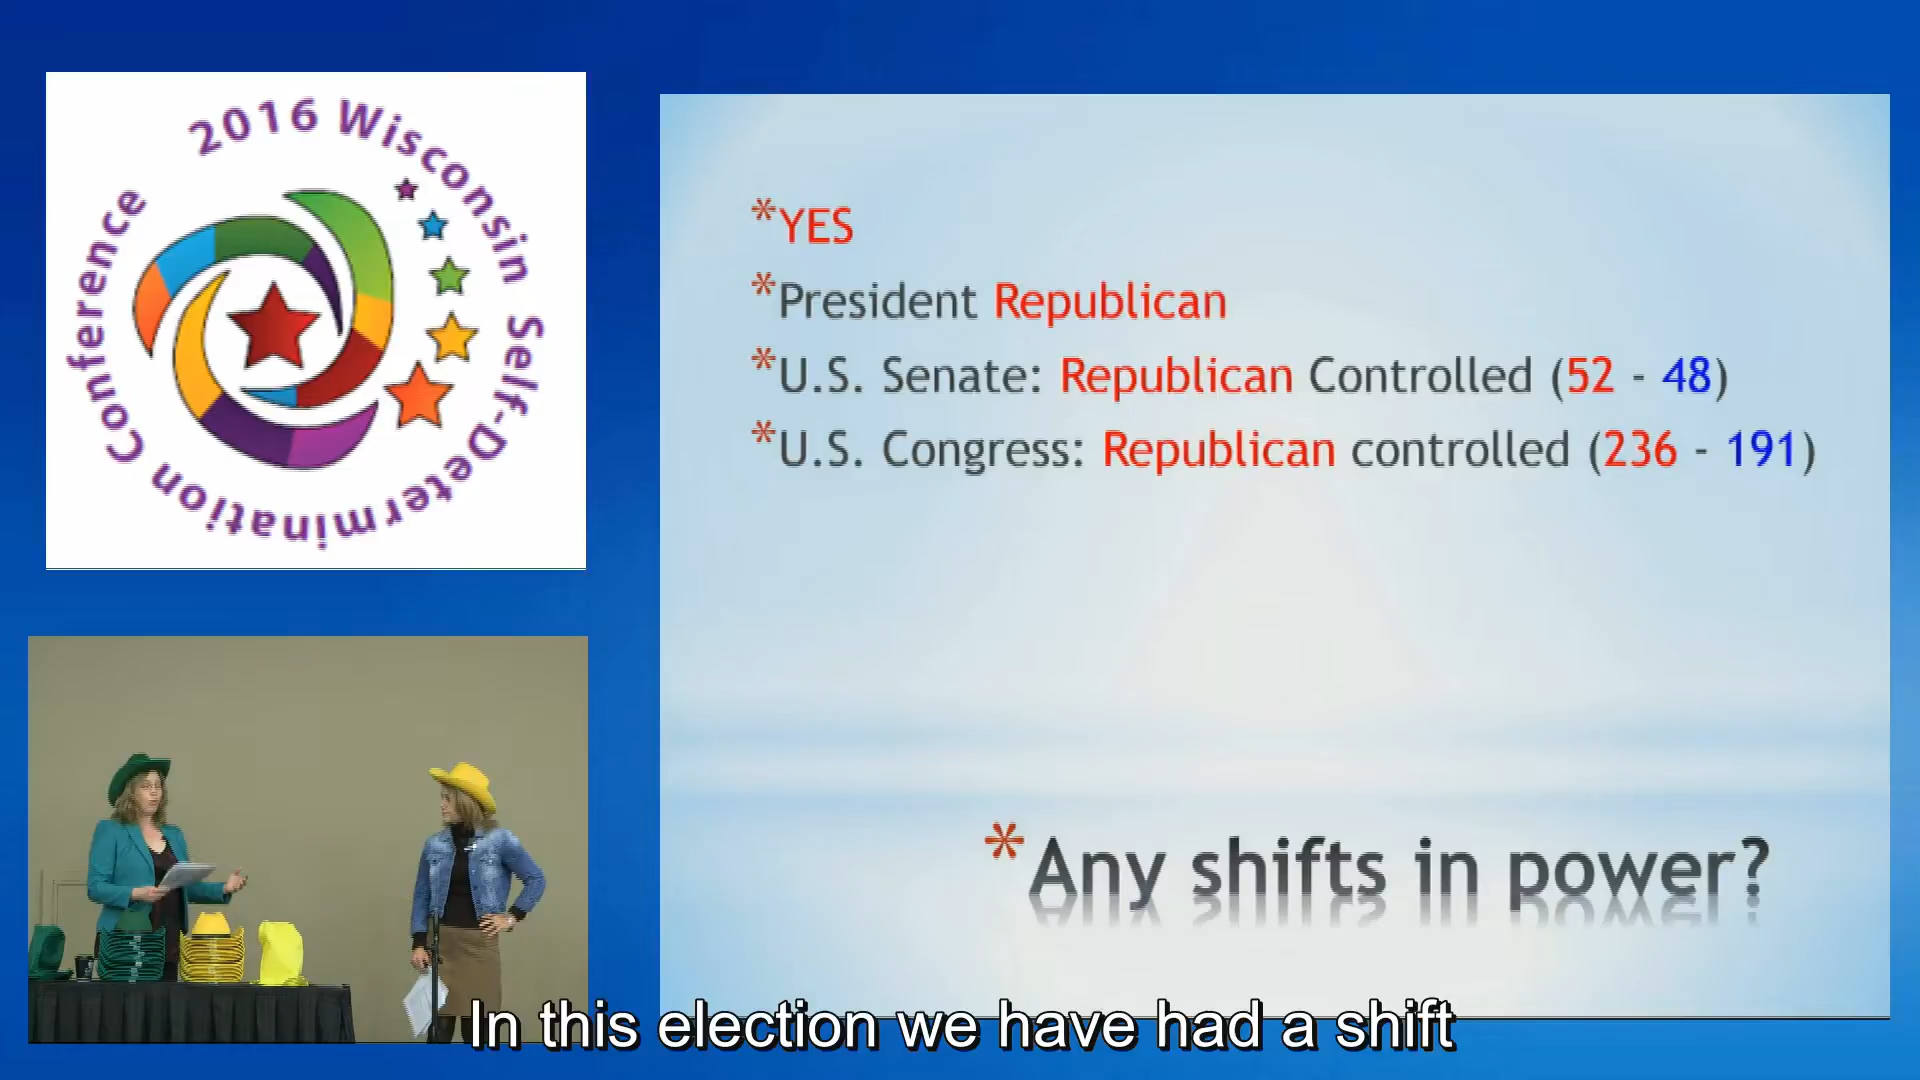 2016 Wisconsin Self-Determination Conference
*YES
*President Republican
*U.S. Senate: Republican Controlled (52 - 48)
*U.S. Congress: Republican controlled (236 - 191)
*Any shifts in power?
In this election we have had a shift